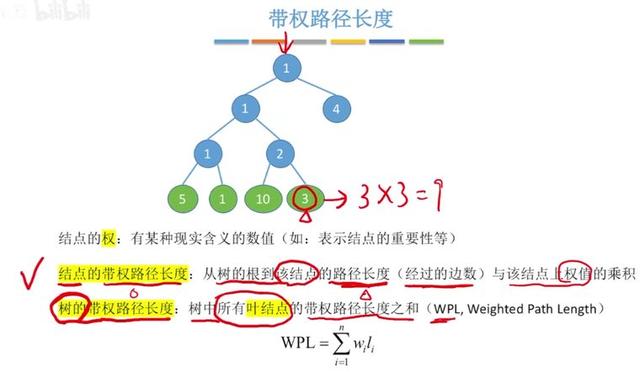 bilibili
带权路径长度
1
1 4
1 2
5 1 10 3 → 3×3=9
结点的权：有某种现实含义的数值（如：表示结点的重要性等）
结点的带权路径长度：从树的根到该结点的路径长度（经过的边数）与该结点上权值的乘积
树的带权路径长度：树中所有叶结点的带权路径长度之和（WPL, Weighted Path Length）
WPL = ∑ⁿᵢ₌₁ wᵢlᵢ